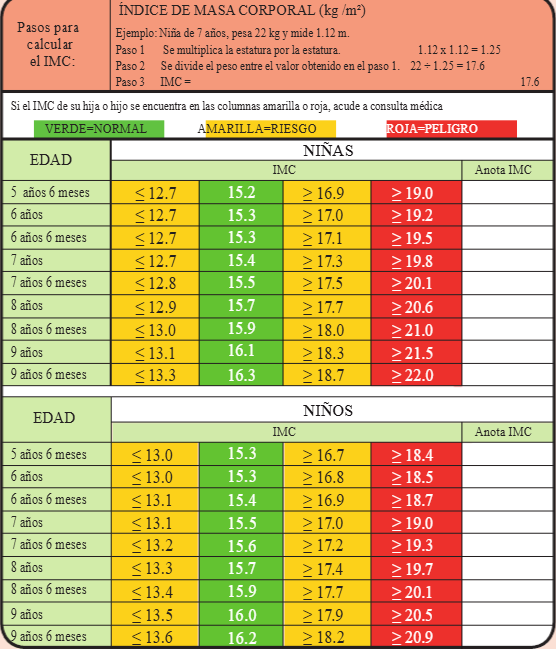 ÍNDICE DE MASA CORPORAL (kg /m²)
Pasos para calcular el IMC:
Ejemplo: Niña de 7 años, pesa 22 kg y mide 1.12 m.
Paso 1 Se multiplica la estatura por la estatura. 1.12 x 1.12 = 1.25
Paso 2 Se divide el peso entre el valor obtenido en el paso 1. 22 ÷ 1.25 = 17.6
Paso 3 IMC = 17.6
Si el IMC de su hija o hijo se encuentra en las columnas amarilla o roja, acude a consulta médica
VERDE=NORMAL AMARILLA=RIESGO ROJA=PELIGRO
EDAD NIÑAS
IMC Anota IMC
5 años 6 meses ≤ 12.7 15.2 ≥ 16.9 ≥ 19.0
6 años ≤ 12.7 15.3 ≥ 17.0 ≥ 19.2
6 años 6 meses ≤ 12.7 15.3 ≥ 17.1 ≥ 19.5
7 años ≤ 12.7 15.4 ≥ 17.3 ≥ 19.8
7 años 6 meses ≤ 12.8 15.5 ≥ 17.5 ≥ 20.1
8 años ≤ 12.9 15.7 ≥ 17.7 ≥ 20.6
8 años 6 meses ≤ 13.0 15.9 ≥ 18.0 ≥ 21.0
9 años ≤ 13.1 16.1 ≥ 18.3 ≥ 21.5
9 años 6 meses ≤ 13.3 16.3 ≥ 18.7 ≥ 22.0
EDAD NIÑOS
IMC Anota IMC
5 años 6 meses ≤ 13.0 15.3 ≥ 16.7 ≥ 18.4
6 años ≤ 13.0 15.3 ≥ 16.8 ≥ 18.5
6 años 6 meses ≤ 13.1 15.4 ≥ 16.9 ≥ 18.7
7 años ≤ 13.1 15.5 ≥ 17.0 ≥ 19.0
7 años 6 meses ≤ 13.2 15.6 ≥ 17.2 ≥ 19.3
8 años ≤ 13.3 15.7 ≥ 17.4 ≥ 19.7
8 años 6 meses ≤ 13.4 15.9 ≥ 17.7 ≥ 20.1
9 años ≤ 13.5 16.0 ≥ 17.9 ≥ 20.5
9 años 6 meses ≤ 13.6 16.2 ≥ 18.2 ≥ 20.9